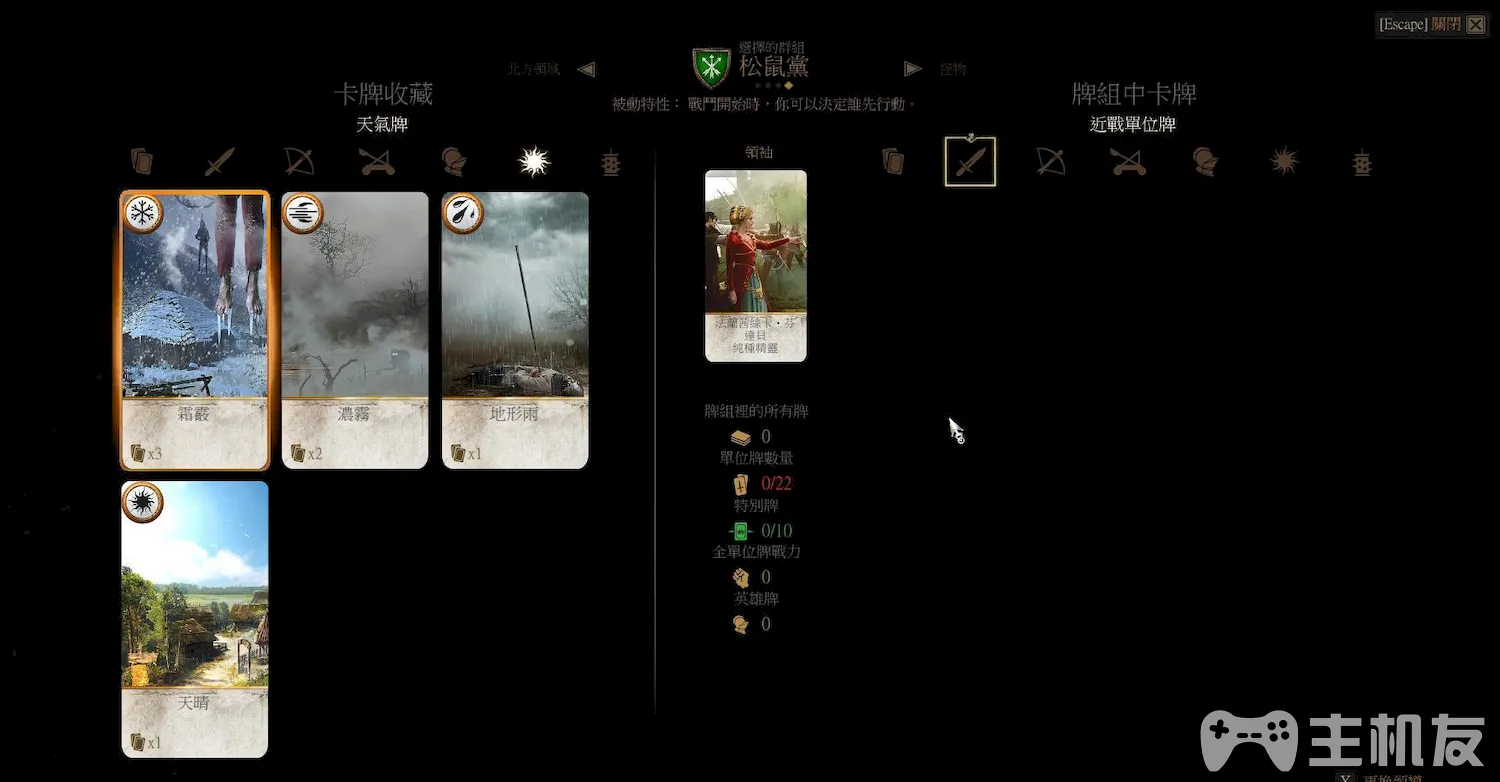 [Escape] 關閉
選擇的群組
北方領域
松鼠黨
怪物
卡牌收藏
天氣牌
被動特性： 戰鬥開始時，你可以決定誰先行動。
牌組中卡牌
近戰單位牌
領袖
法蘭茜絲卡・芬
達貝
純種精靈
霜霰
x3
濃霧
x2
地形雨
x1
牌組裡的所有牌
0
單位牌數量
0/22
特別牌
0/10
全單位牌戰力
0
英雄牌
0
天晴
x1
主机友
X 更換領導